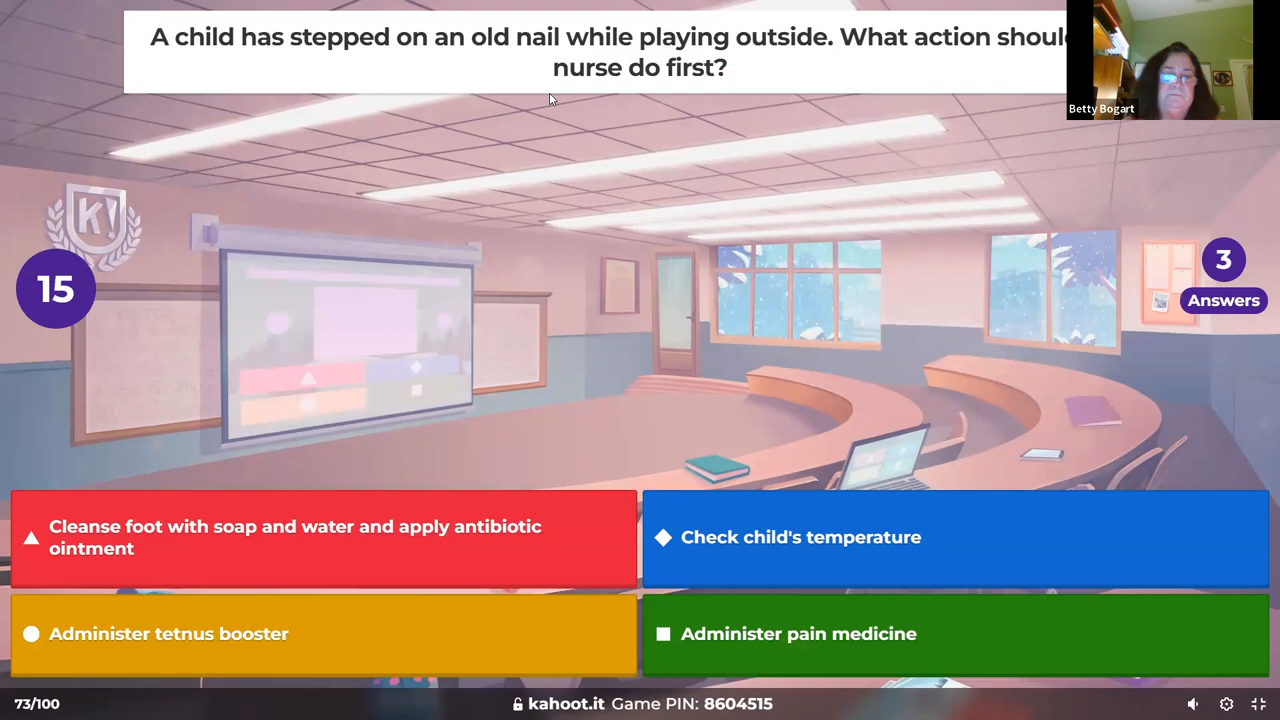 A child has stepped on an old nail while playing outside. What action
nurse do first?
Betty Bogart
K!
15
3
Answers
Cleanse foot with soap and water and apply antibiotic
ointment
Check child's temperature
Administer tetnus booster
Administer pain medicine
73/100
kahoot.it Game PIN: 8604515